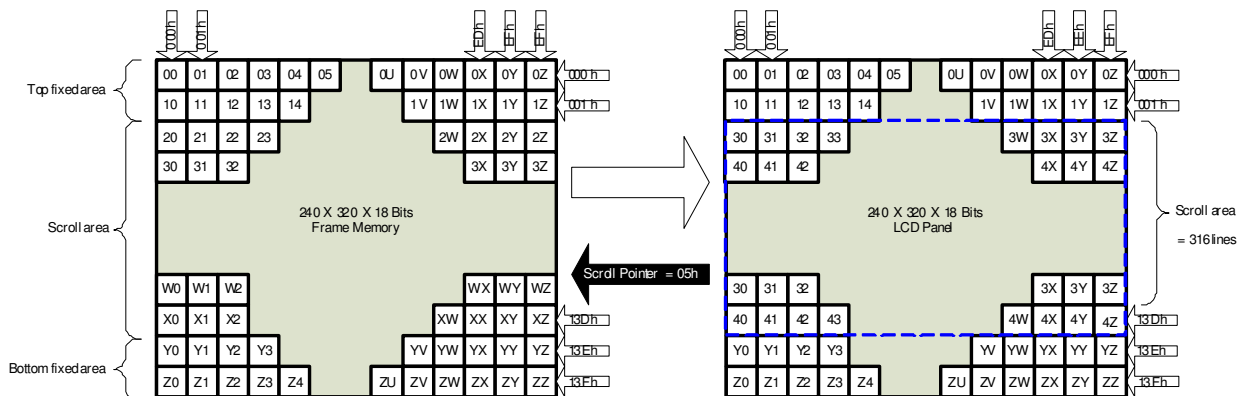 000h 001h EDh EFh EFh 000h 001h EDh EEh EFh
00 01 02 03 04 05 0U 0V 0W 0X 0Y 0Z 000h 00 01 02 03 04 05 0U 0V 0W 0X 0Y 0Z 000h
Top fixed area
10 11 12 13 14 1V 1W 1X 1Y 1Z 001h 10 11 12 13 14 1V 1W 1X 1Y 1Z 001h
20 21 22 23 2W 2X 2Y 2Z 30 31 32 33 3W 3X 3Y 3Z
30 31 32 3X 3Y 3Z 40 41 42 4X 4Y 4Z
Scroll area
240 X 320 X 18 Bits
Frame Memory
240 X 320 X 18 Bits
LCD Panel
Scroll area
= 316 lines
Scroll Pointer = 05h
W0 W1 W2 WX WY WZ 30 31 32 3X 3Y 3Z
X0 X1 X2 XW XX XY XZ 13Dh 40 41 42 43 4W 4X 4Y 4Z 13Dh
Y0 Y1 Y2 Y3 YV YW YX YY YZ 13Eh Y0 Y1 Y2 Y3 YV YW YX YY YZ 13Eh
Bottom fixed area
Z0 Z1 Z2 Z3 Z4 ZU ZV ZW ZX ZY ZZ 13Fh Z0 Z1 Z2 Z3 Z4 ZU ZV ZW ZX ZY ZZ 13Fh